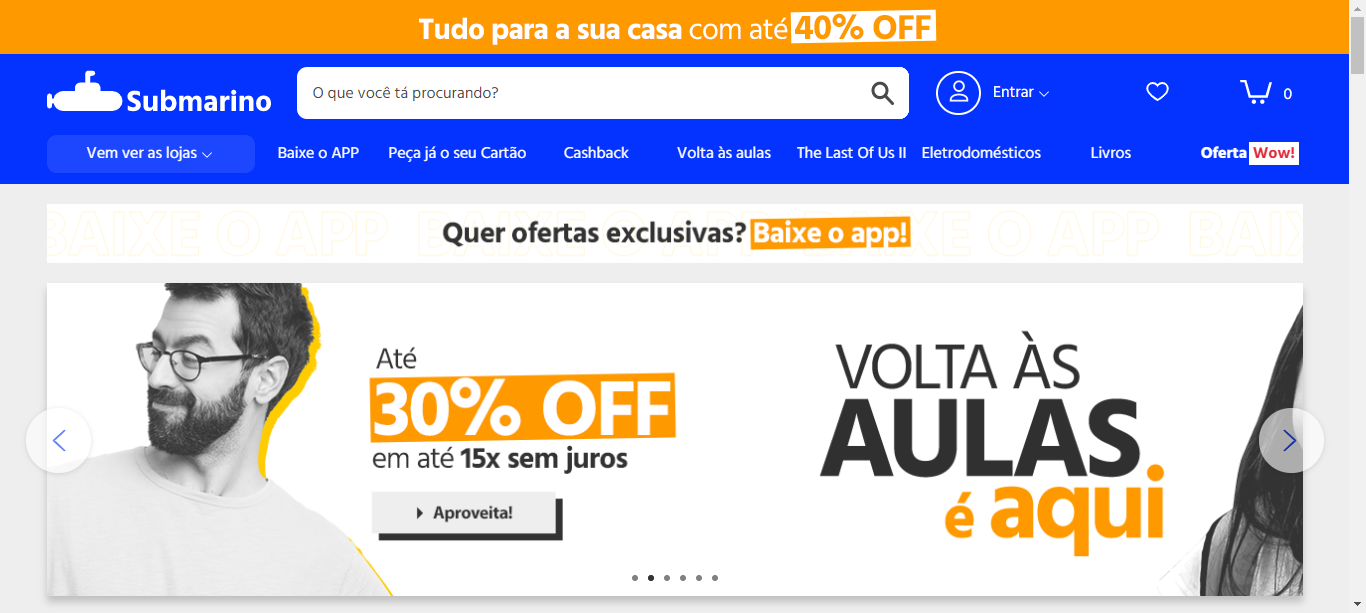 Tudo para a sua casa com até 40% OFF
Submarino
O que você tá procurando?
Entrar
0
Vem ver as lojas
Baixe o APP
Peça já o seu Cartão
Cashback
Volta às aulas
The Last Of Us II
Eletrodomésticos
Livros
Oferta Wow!
BAIXE O APP BAIXE O APP BAIXE O APP BAIX
Quer ofertas exclusivas? Baixe o app!
Até
30% OFF
em até 15x sem juros
Aproveita!
VOLTA ÀS
AULAS
é aqui